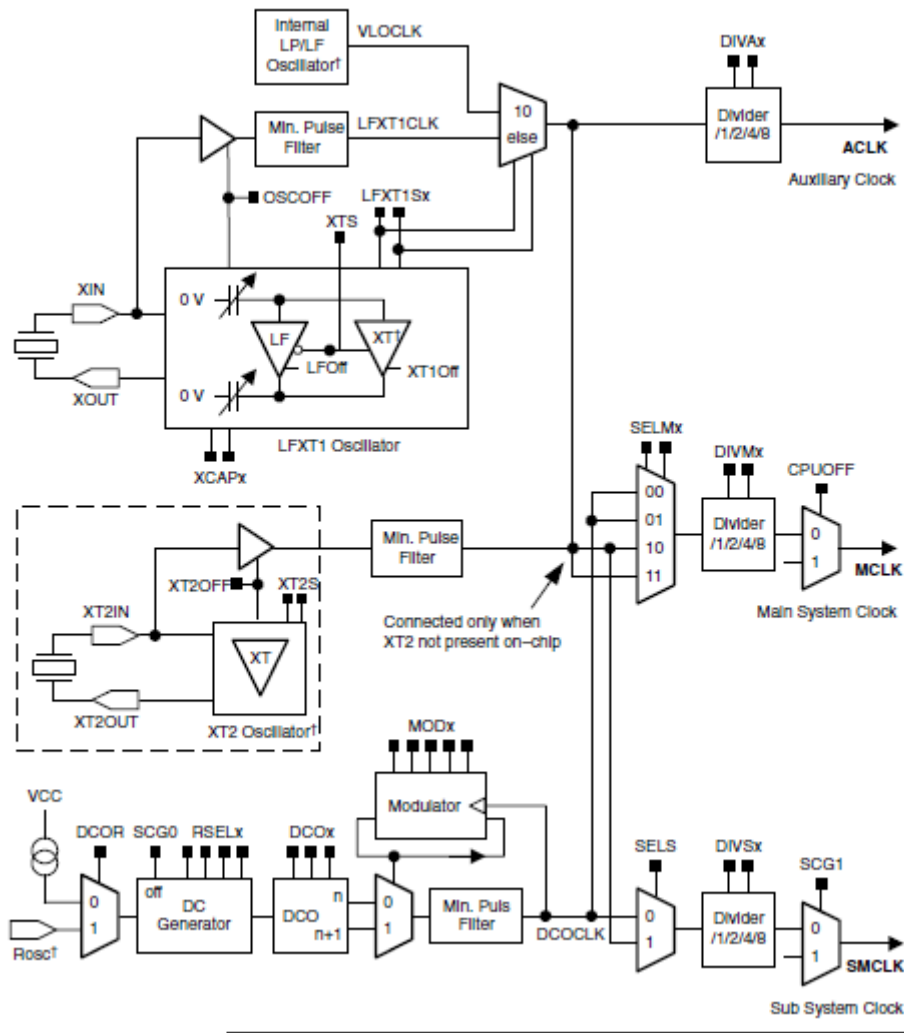 Internal
LP/LF
Oscillator†
VLOCLK
DIVAx
10
else
Divider
/1/2/4/8
ACLK
Auxiliary Clock
Min. Pulse
Filter
LFXT1CLK
OSCOFF
LFXT1Sx
XTS
XIN
0 V
LF
XT†
LFOff
XT1Off
0 V
XOUT
LFXT1 Oscillator
XCAPx
SELMx
DIVMx
CPUOFF
00
01
10
11
Divider
/1/2/4/8
0
1
MCLK
Main System Clock
Min. Pulse
Filter
XT2OFF
XT2S
XT2IN
XT
XT2OUT
XT2 Oscillator†
Connected only when
XT2 not present on–chip
MODx
Modulator
VCC
DCOR
SCG0
RSELx
DCOx
0
1
off
DC
Generator
DCO
n
n+1
0
1
Min. Puls
Filter
DCOCLK
Rosc†
SELS
DIVSx
SCG1
0
1
Divider
/1/2/4/8
0
1
SMCLK
Sub System Clock